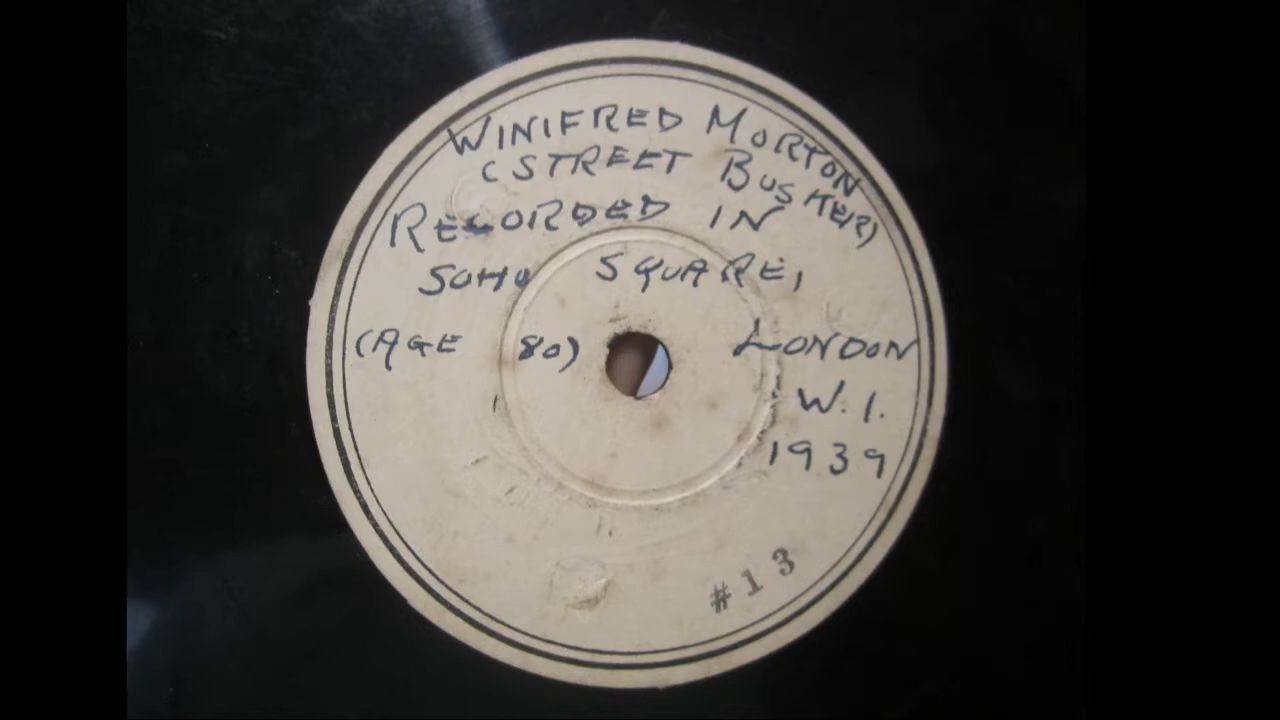 WINIFRED MORTON
(STREET BUSKER)
RECORDED IN
SOHO SQUARE,
(AGE 80) LONDON
W.1.
1939
#13